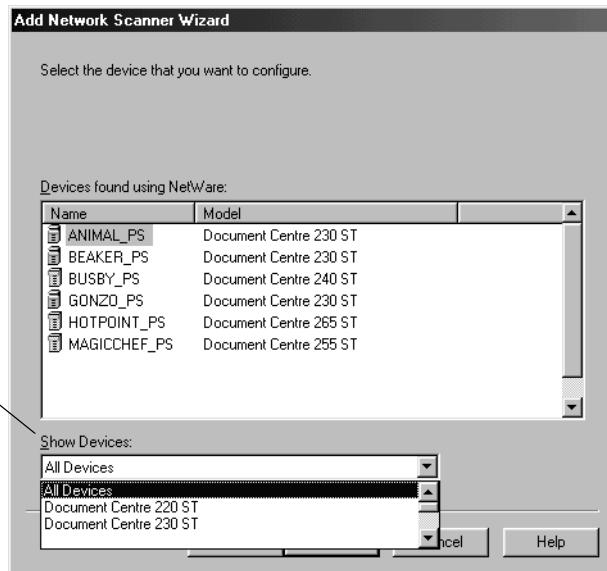 Add Network Scanner Wizard
Select the device that you want to configure.
Devices found using NetWare:
Name Model
ANIMAL_PS Document Centre 230 ST
BEAKER_PS Document Centre 230 ST
BUSBY_PS Document Centre 240 ST
GONZO_PS Document Centre 230 ST
HOTPOINT_PS Document Centre 265 ST
MAGICCHEF_PS Document Centre 255 ST
Show Devices:
All Devices
All Devices
Document Centre 220 ST
Document Centre 230 ST
ncel Help